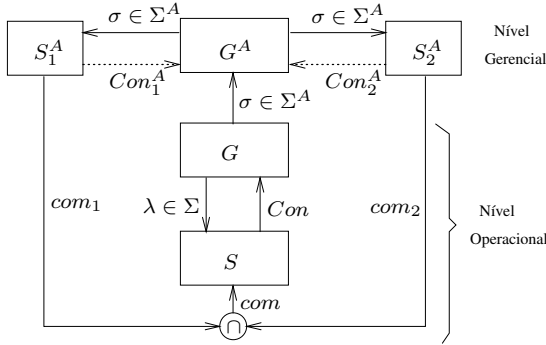 σ ∈ Σ^A
σ ∈ Σ^A
Nível
Gerencial
S_1^A
G^A
S_2^A
Con_1^A
Con_2^A
σ ∈ Σ^A
G
com_1
λ ∈ Σ
Con
com_2
Nível
Operacional
S
com
∩